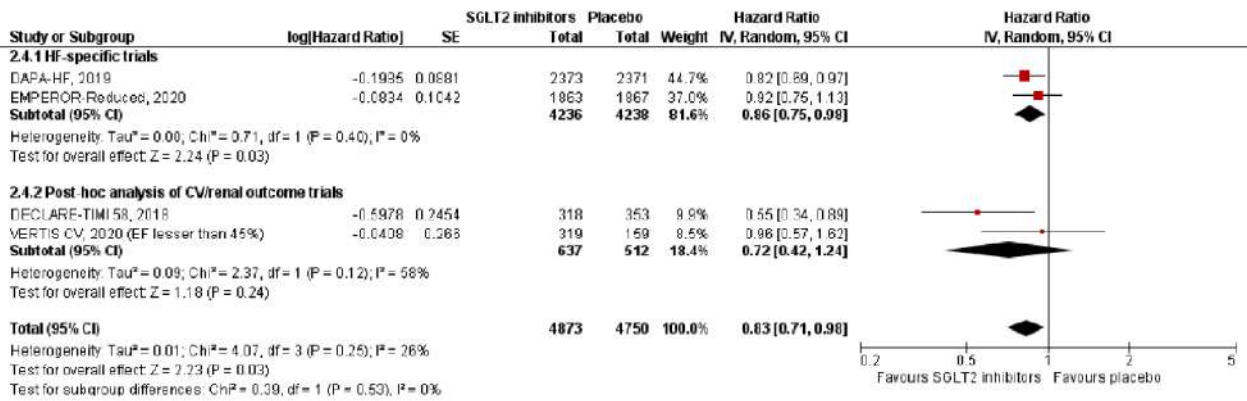 SGLT2 inhibitors Placebo Hazard Ratio Hazard Ratio
Study or Subgroup log[Hazard Ratio] SE Total Total Weight IV, Random, 95% CI IV, Random, 95% CI
2.4.1 HF-specific trials
DAPA-HF, 2019 -0.1985 0.0881 2373 2371 44.7% 0.82 [0.69, 0.97]
EMPEROR-Reduced, 2020 -0.0834 0.1042 1863 1867 37.0% 0.92 [0.75, 1.13]
Subtotal (95% CI) 4236 4238 81.6% 0.86 [0.75, 0.98]
Heterogeneity: Tau² = 0.00; Chi² = 0.71, df = 1 (P = 0.40); I² = 0%
Test for overall effect: Z = 2.24 (P = 0.03)
2.4.2 Post-hoc analysis of CV/renal outcome trials
DECLARE-TIMI 58, 2018 -0.5978 0.2454 318 353 9.9% 0.55 [0.34, 0.89]
VERTIS CV, 2020 (EF lesser than 45%) -0.0408 0.266 319 159 8.5% 0.96 [0.57, 1.62]
Subtotal (95% CI) 637 512 18.4% 0.72 [0.42, 1.24]
Heterogeneity: Tau² = 0.09; Chi² = 2.37, df = 1 (P = 0.12); I² = 58%
Test for overall effect: Z = 1.18 (P = 0.24)
Total (95% CI) 4873 4750 100.0% 0.83 [0.71, 0.98]
Heterogeneity: Tau² = 0.01; Chi² = 4.07, df = 3 (P = 0.25); I² = 26%
Test for overall effect: Z = 2.23 (P = 0.03)
Test for subgroup differences: Chi² = 0.39, df = 1 (P = 0.53), I² = 0%
0.2 0.5 1 2 5
Favours SGLT2 inhibitors Favours placebo